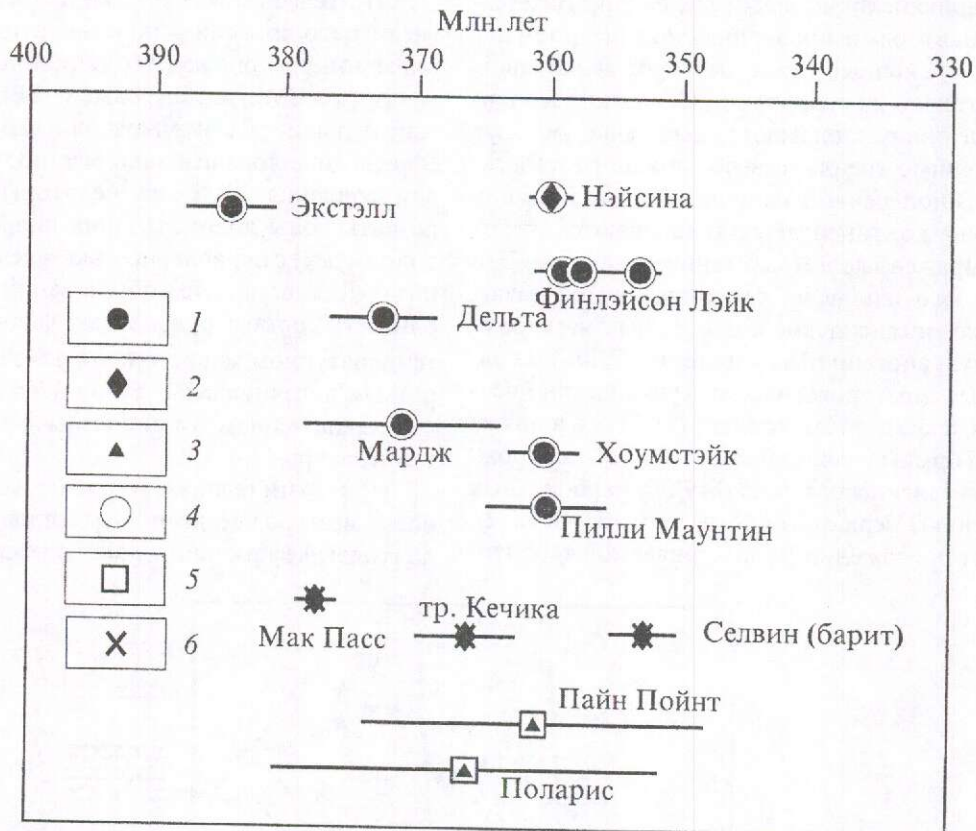 Млн. лет
400 390 380 370 360 350 340 330
Экстэлл
Нэйсина
Финлэйсон Лэйк
Дельта
1
2
Мардж
Хоумстэйк
3
Пилли Маунтин
4
5
тр. Кечика
Мак Пасс
Селвин (барит)
6
Пайн Пойнт
Поларис